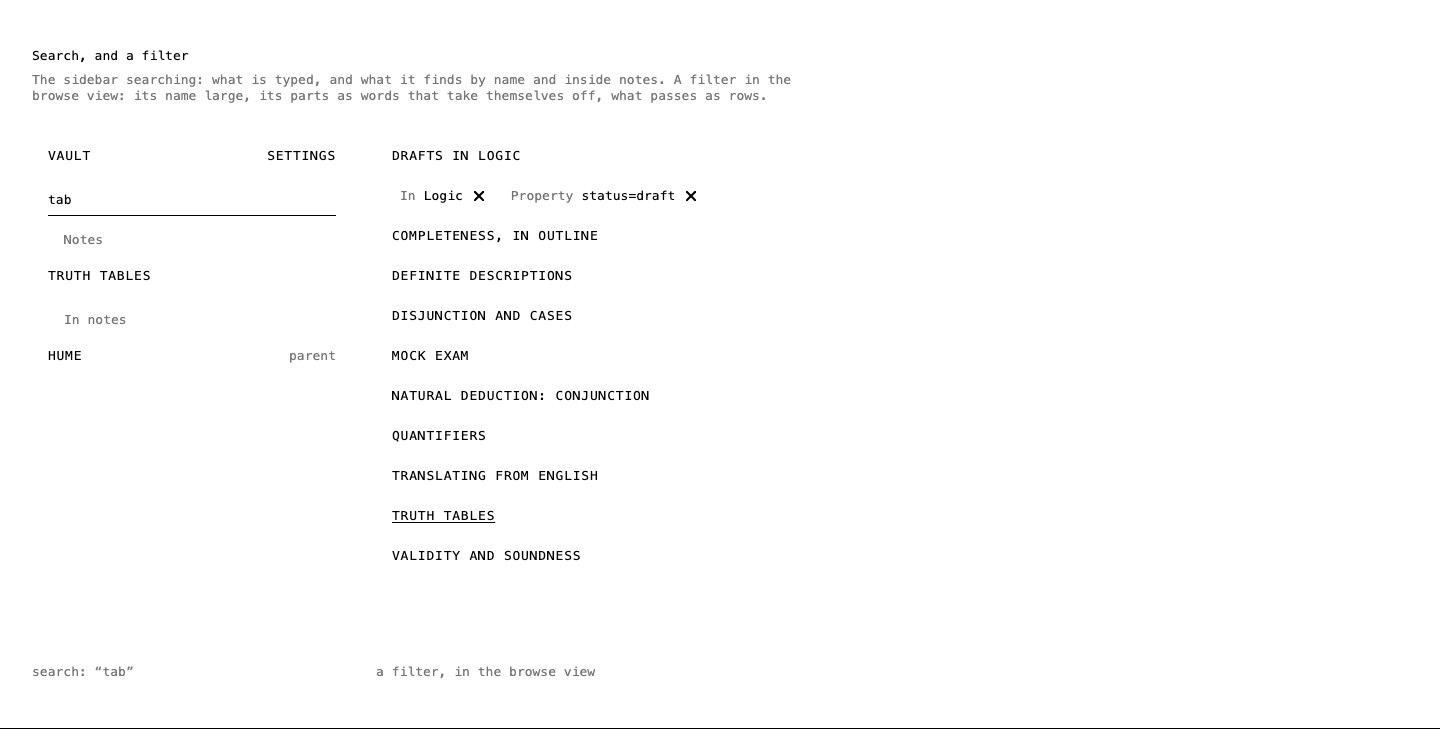 Search, and a filter
The sidebar searching: what is typed, and what it finds by name and inside notes. A filter in the
browse view: its name large, its parts as words that take themselves off, what passes as rows.
VAULT SETTINGS
tab
Notes
TRUTH TABLES
In notes
HUME parent
DRAFTS IN LOGIC
In Logic ✕ Property status=draft ✕
COMPLETENESS, IN OUTLINE
DEFINITE DESCRIPTIONS
DISJUNCTION AND CASES
MOCK EXAM
NATURAL DEDUCTION: CONJUNCTION
QUANTIFIERS
TRANSLATING FROM ENGLISH
TRUTH TABLES
VALIDITY AND SOUNDNESS
search: “tab”
a filter, in the browse view